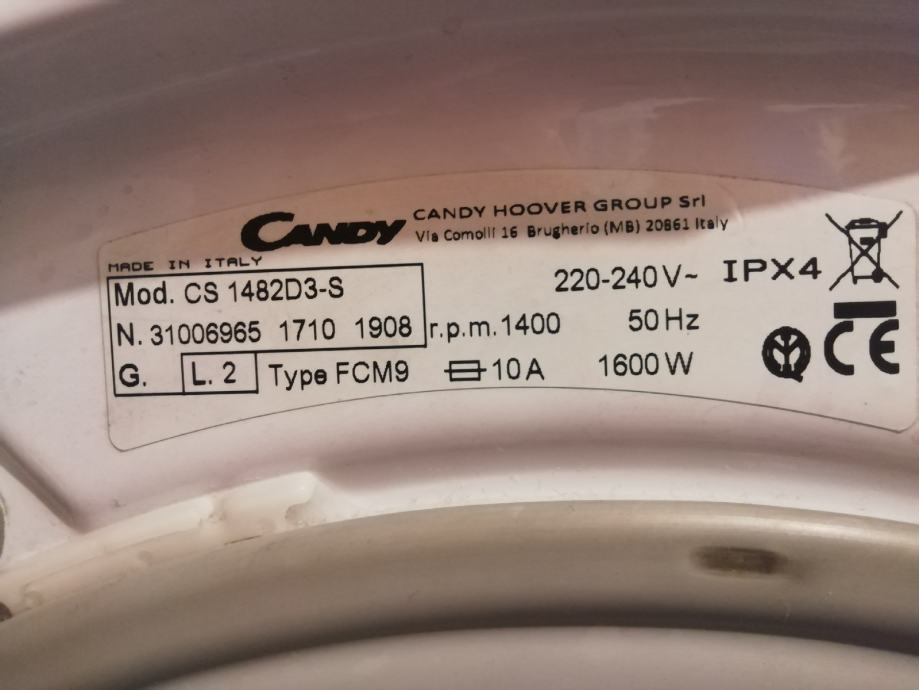 CANDY CANDY HOOVER GROUP Srl
Via Comolli 16 Brugherio (MB) 20861 Italy
MADE IN ITALY
Mod. CS 1482D3-S 220-240V~ IPX4
N. 31006965 1710 1908 r.p.m.1400 50Hz
G. L. 2 Type FCM9 10A 1600W CE